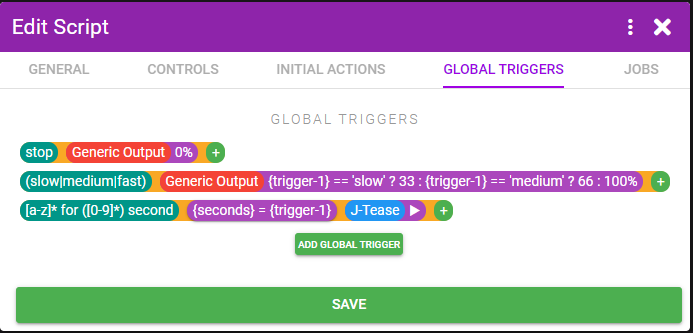 Edit Script
GENERAL CONTROLS INITIAL ACTIONS GLOBAL TRIGGERS JOBS
GLOBAL TRIGGERS
stop Generic Output 0% +
(slow|medium|fast) Generic Output {trigger-1} == 'slow' ? 33 : {trigger-1} == 'medium' ? 66 : 100% +
[a-z]* for ([0-9]*) second {seconds} = {trigger-1} J-Tease ▶ +
ADD GLOBAL TRIGGER
SAVE